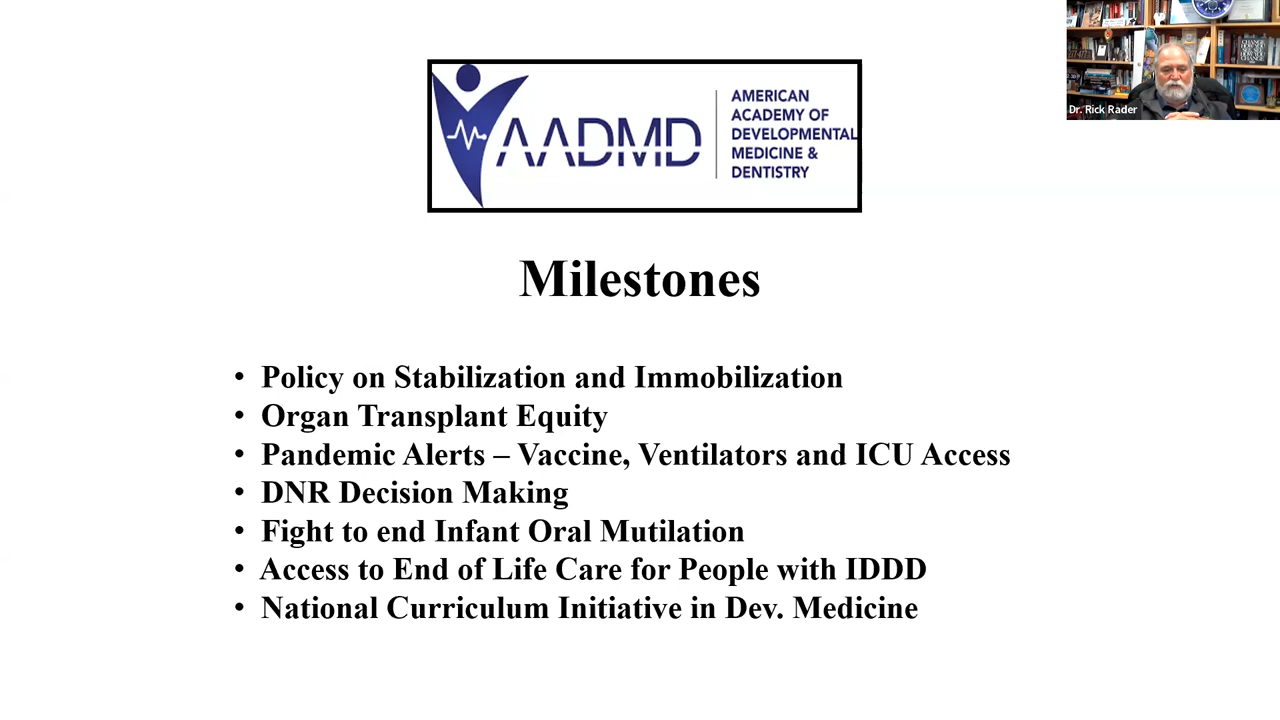 AADMD
AMERICAN
ACADEMY OF
DEVELOPMENTAL
MEDICINE &
DENTISTRY
Dr. Rick Rader
Milestones
• Policy on Stabilization and Immobilization
• Organ Transplant Equity
• Pandemic Alerts – Vaccine, Ventilators and ICU Access
• DNR Decision Making
• Fight to end Infant Oral Mutilation
• Access to End of Life Care for People with IDDD
• National Curriculum Initiative in Dev. Medicine